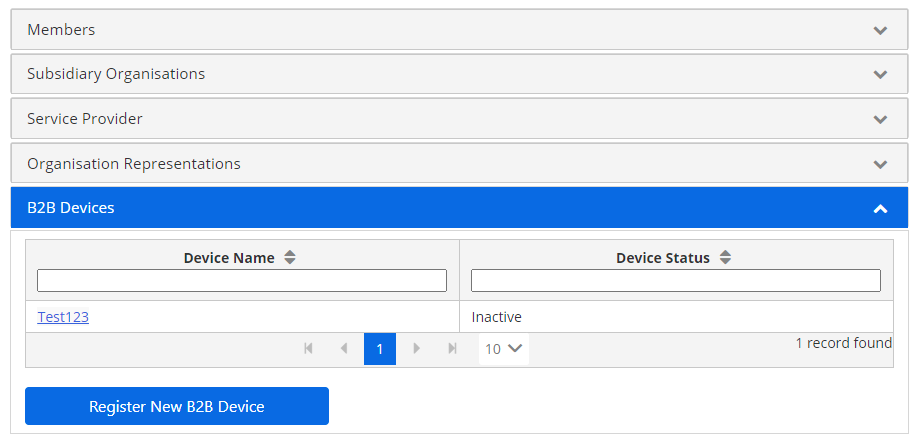 Members
Subsidiary Organisations
Service Provider
Organisation Representations
B2B Devices
Device Name Device Status
Test123 Inactive
1 10 1 record found
Register New B2B Device